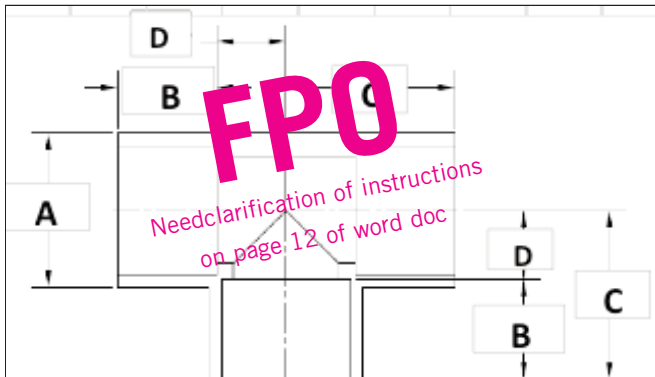 D
B
C
FPO
Needclarification of instructions
on page 12 of word doc
A
D
C
B